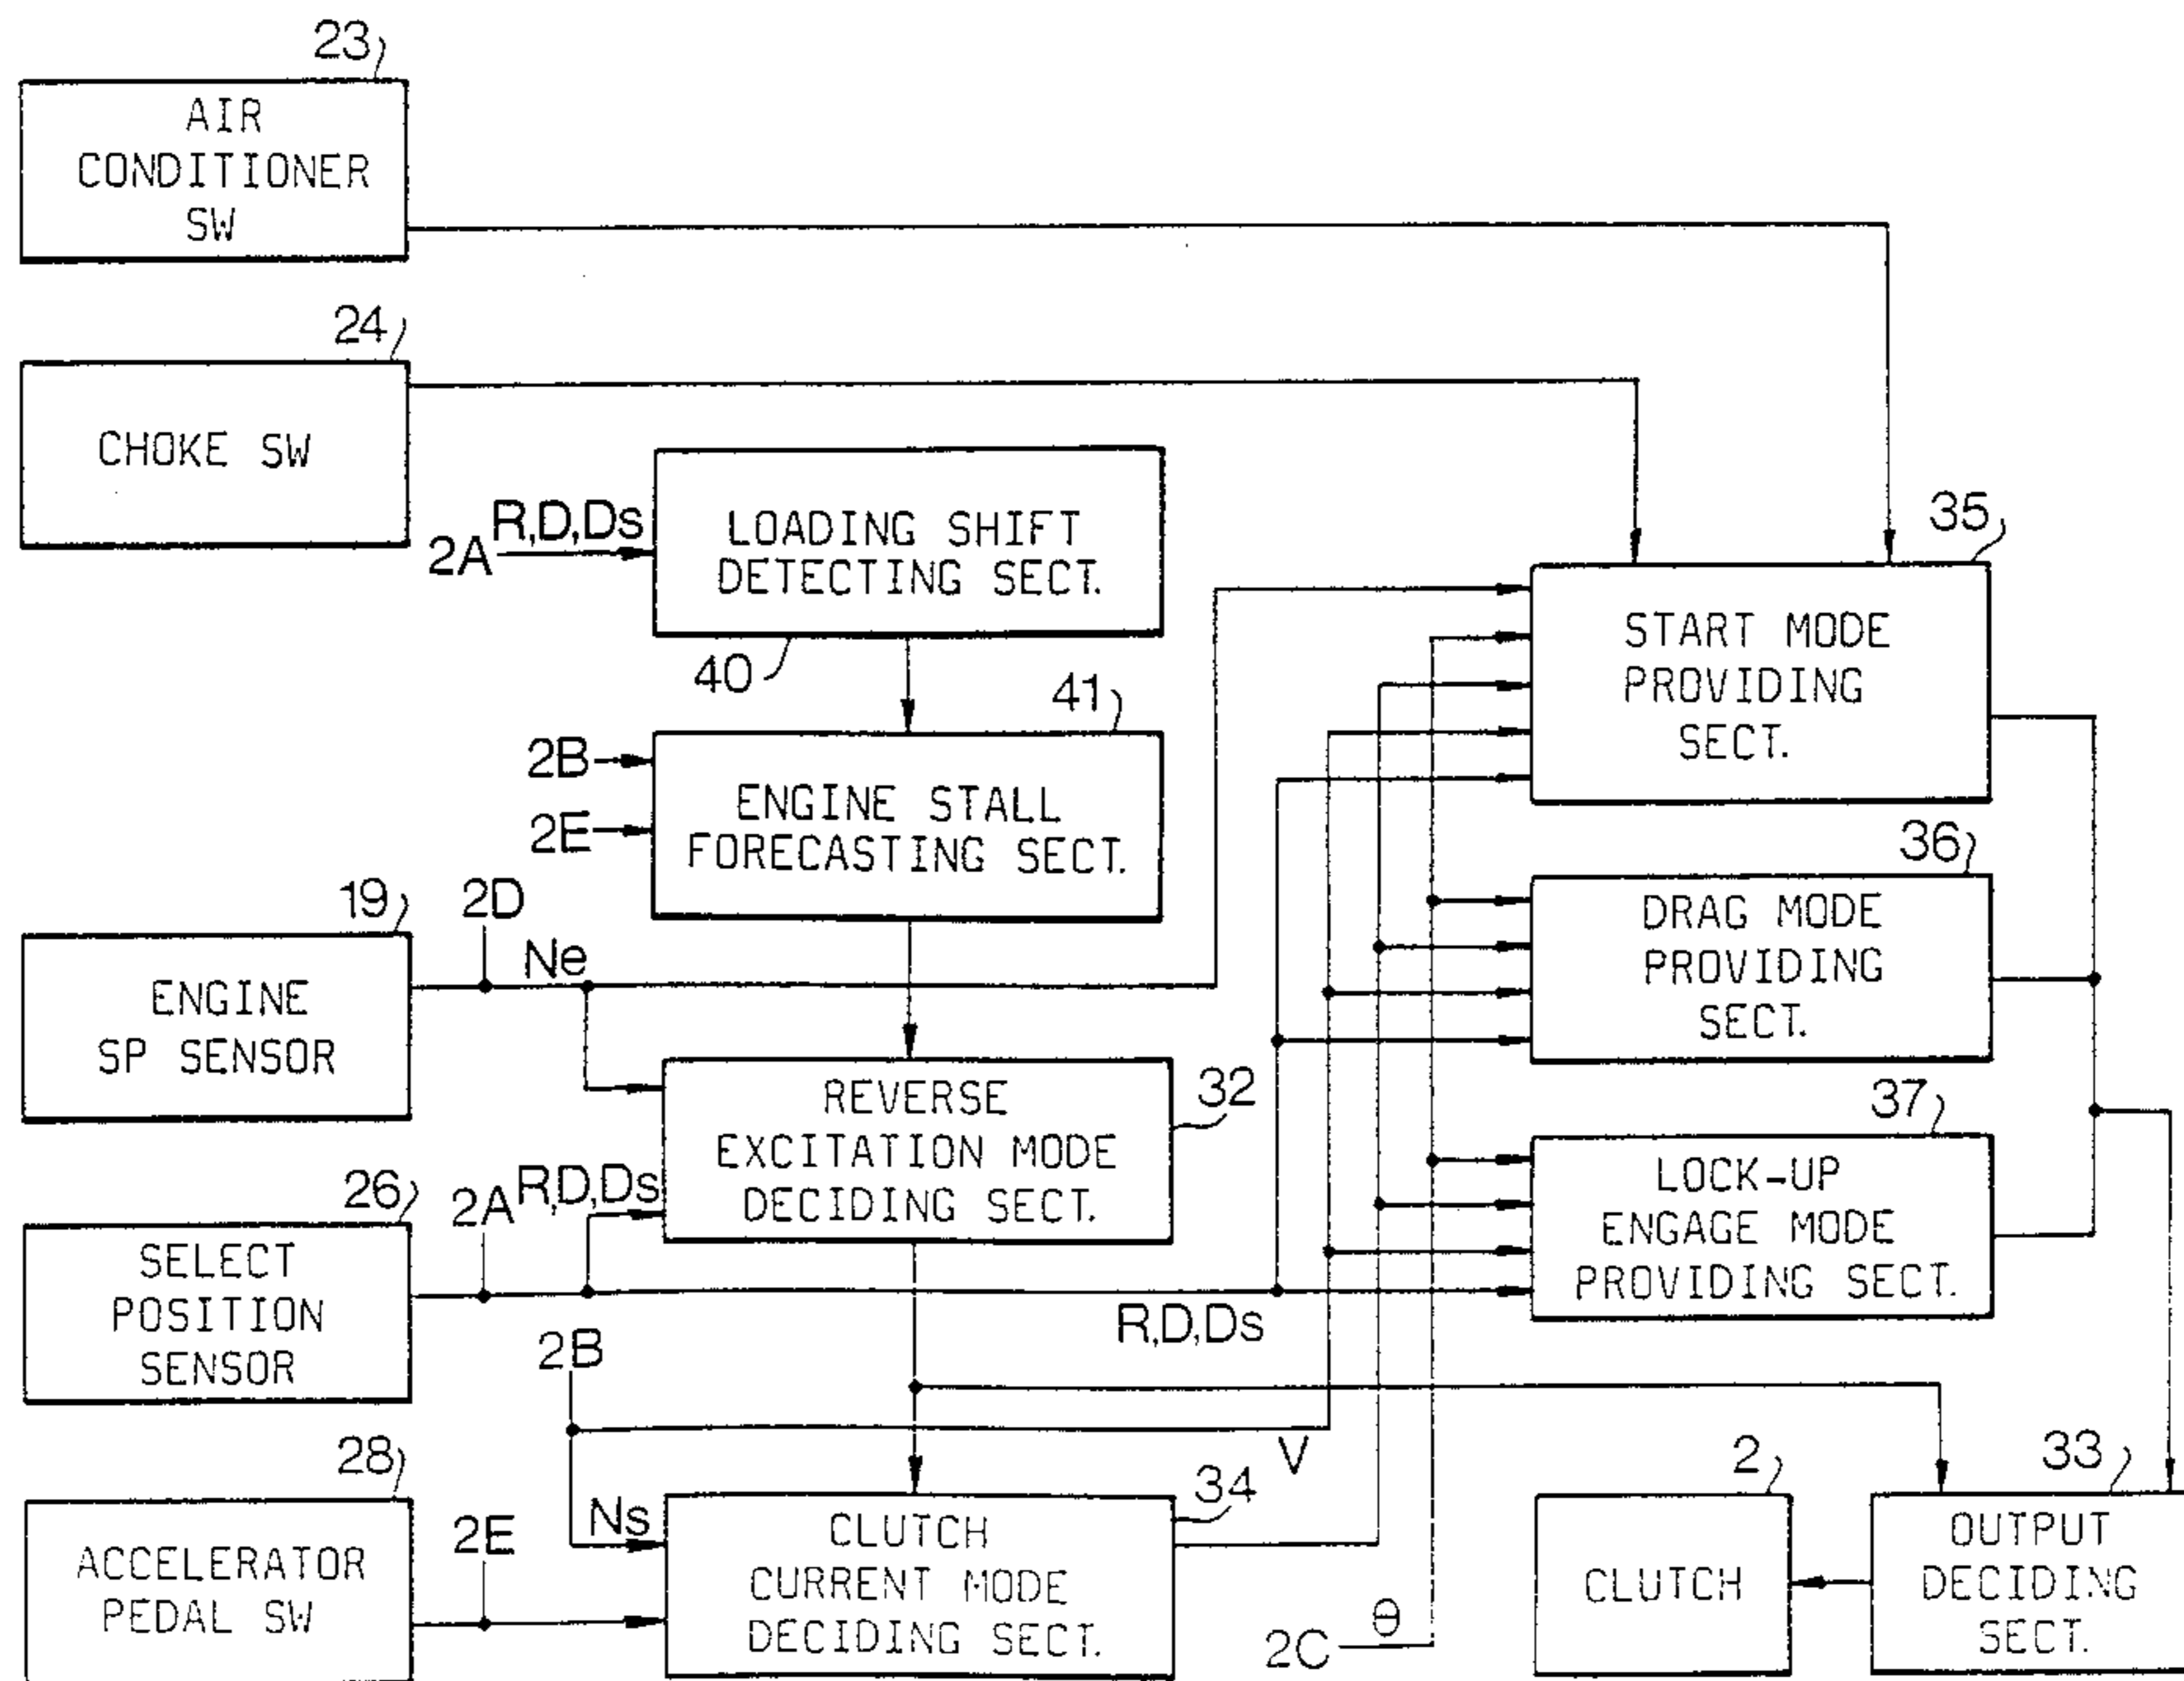 23
AIR
CONDITIONER
SW
24
CHOKE SW
2A
R,D,Ds
LOADING SHIFT
DETECTING SECT.
40
41
2B
2E
ENGINE STALL
FORECASTING SECT.
35
START MODE
PROVIDING
SECT.
36
DRAG MODE
PROVIDING
SECT.
19
2D
Ne
ENGINE
SP SENSOR
32
REVERSE
EXCITATION MODE
DECIDING SECT.
37
LOCK-UP
ENGAGE MODE
PROVIDING SECT.
26
2A
R,D,Ds
SELECT
POSITION
SENSOR
R,D,Ds
2B
V
28
2E
Ns
ACCELERATOR
PEDAL SW
34
CLUTCH
CURRENT MODE
DECIDING SECT.
2C
θ
2
CLUTCH
33
OUTPUT
DECIDING
SECT.